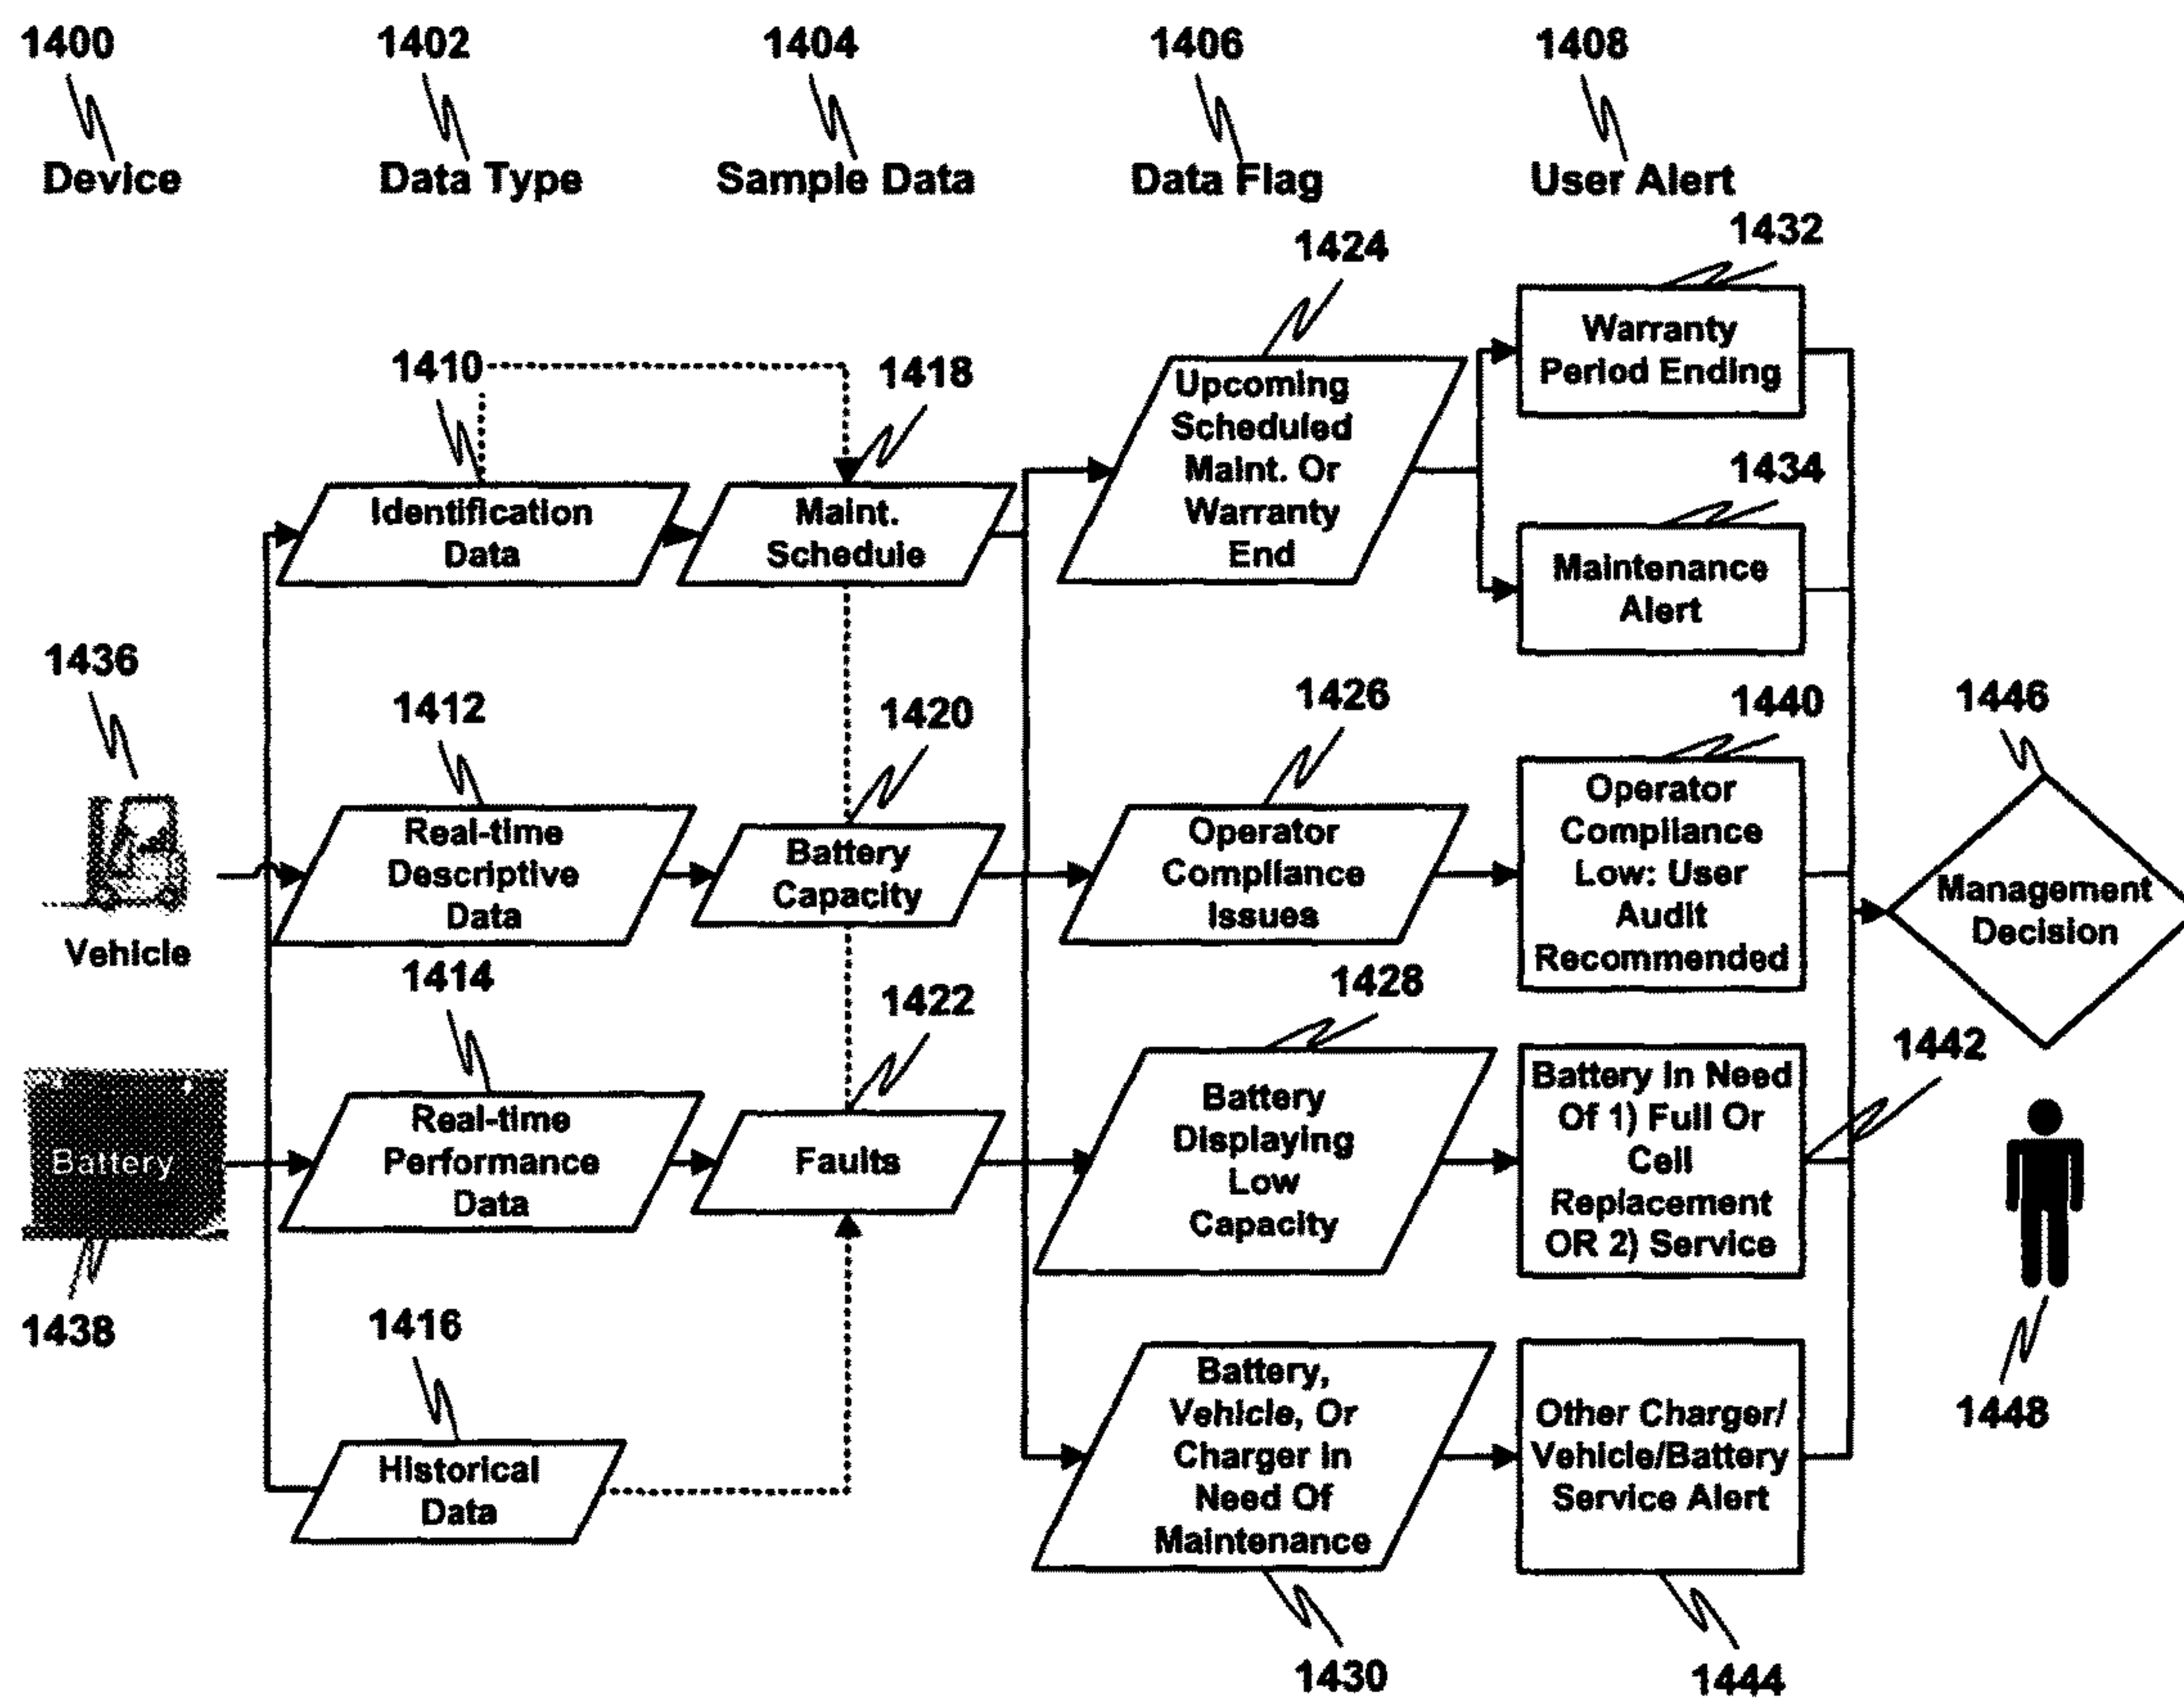 1400
1402
1404
1406
1408
Device
Data Type
Sample Data
Data Flag
User Alert
1432
1424
Warranty
Period Ending
1410
1418
Upcoming
Scheduled
Maint. Or
Warranty
End
1434
Identification
Data
Maint.
Schedule
Maintenance
Alert
1436
1412
1420
1426
1440
1446
Vehicle
Real-time
Descriptive
Data
Battery
Capacity
Operator
Compliance
Issues
Operator
Compliance
Low: User
Audit
Recommended
Management
Decision
1414
1422
1428
1442
Battery
Real-time
Performance
Data
Faults
Battery
Displaying
Low
Capacity
Battery In Need
Of 1) Full Or
Cell
Replacement
OR 2) Service
1438
1416
1448
Historical
Data
Battery,
Vehicle, Or
Charger in
Need Of
Maintenance
Other Charger/
Vehicle/Battery
Service Alert
1430
1444